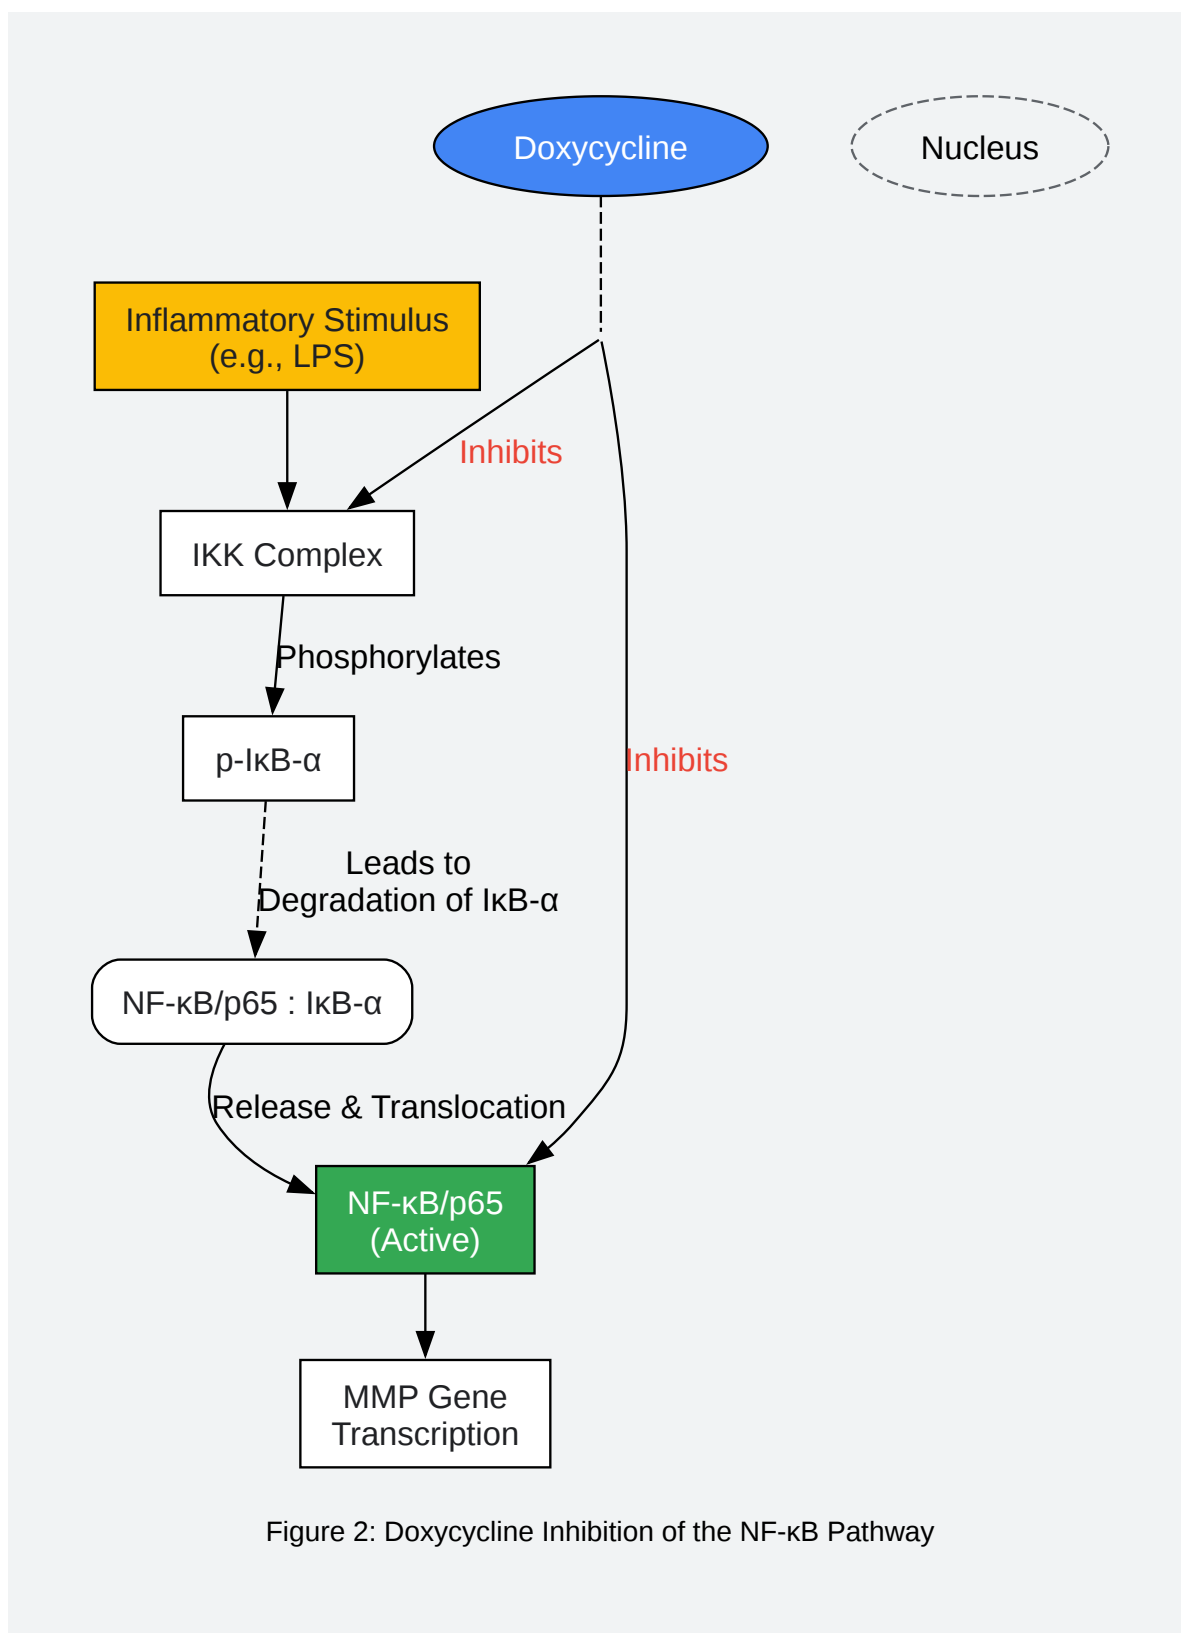 Doxycycline
Nucleus
Inflammatory Stimulus
(e.g., LPS)
Inhibits
IKK Complex
Phosphorylates
p-IκB-α
Inhibits
Leads to
Degradation of IκB-α
NF-κB/p65 : IκB-α
Release & Translocation
NF-κB/p65
(Active)
MMP Gene
Transcription
Figure 2: Doxycycline Inhibition of the NF-κB Pathway